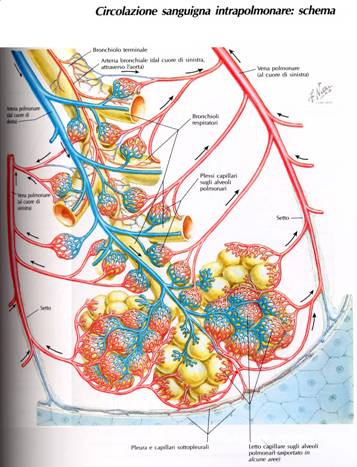 Circolazione sanguigna intrapolmonare: schema
Bronchiolo terminale
Arteria bronchiale (dal cuore di sinistra,
attraverso l'aorta)
Vena polmonare
(al cuore di sinistra)
Arteria polmonare
(dal cuore di
destra)
Bronchioli
respiratori
Plessi capillari
sugli alveoli
polmonari
Vena polmonare
(al cuore di
sinistra)
Setto
Setto
Pleura e capillari sottopleurali
Letto capillare sugli alveoli
polmonari (asportato in
alcune aree)